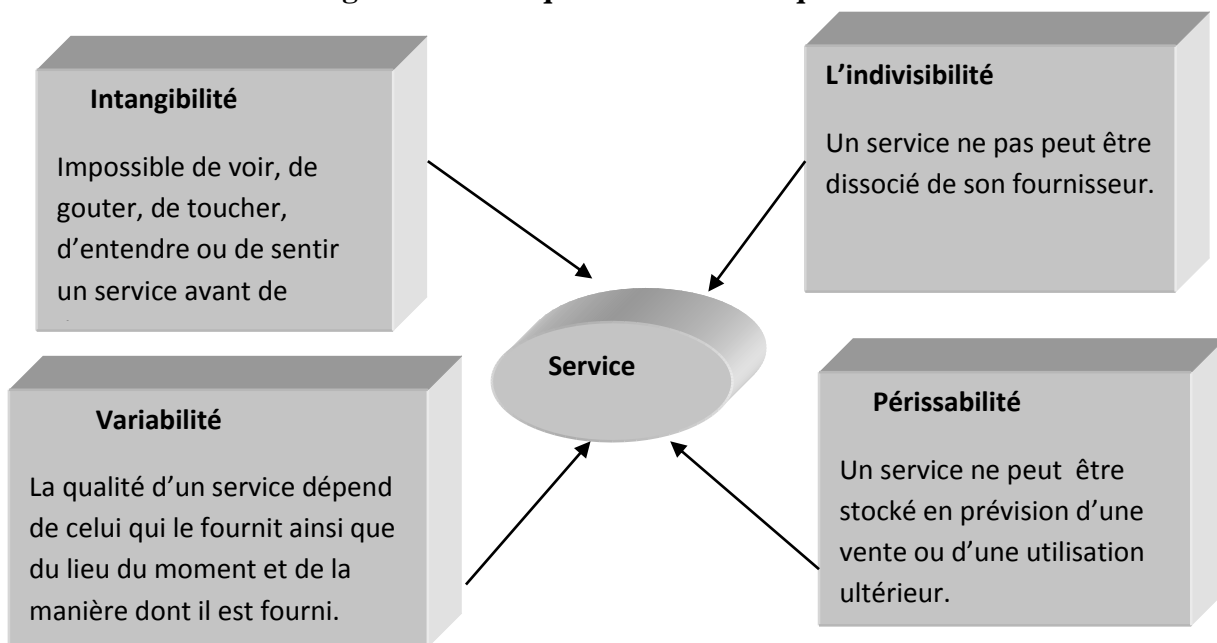 Intangibilité
Impossible de voir, de
gouter, de toucher,
d'entendre ou de sentir
un service avant de
L'indivisibilité
Un service ne pas peut être
dissocié de son fournisseur.
Service
Variabilité
La qualité d'un service dépend
de celui qui le fournit ainsi que
du lieu du moment et de la
manière dont il est fourni.
Périssabilité
Un service ne peut être
stocké en prévision d'une
vente ou d'une utilisation
ultérieur.